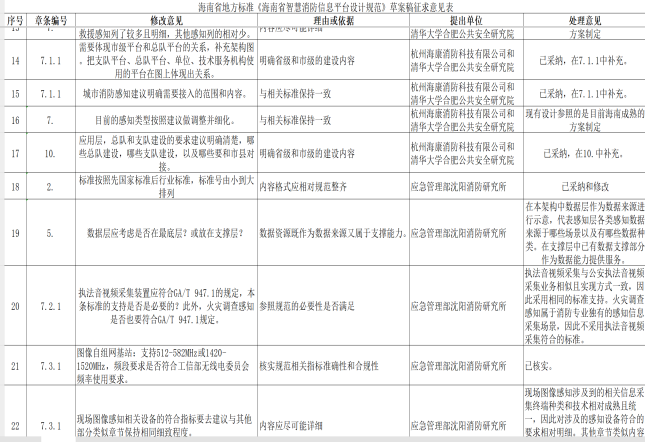 海南省地方标准《海南省智慧消防信息平台设计规范》草案稿征求意见表
序号 章条编号 修改意见 理由或依据 提出单位 处理意见
救援感知列了较多且明细，其他感知列的相对少。 清华大学合肥公共安全研究院 方案制定
14 7.1.1 需要体现市级平台和总队平台的关系，补充架构图，把支队平台、总队平台、单位、技术服务机构使用的平台在图上体现出关系。 明确省级和市级的建设内容 杭州海康消防科技有限公司和清华大学合肥公共安全研究院 已采纳，在7.1.1中补充。
15 7.1.1 城市消防感知建议明确需要接入的范围和内容。 与相关标准保持一致 杭州海康消防科技有限公司和清华大学合肥公共安全研究院 已采纳，在7.1.1中补充。
16 7. 目前的感知类型按照建议做调整并细化。 与相关标准保持一致 杭州海康消防科技有限公司和清华大学合肥公共安全研究院 现有设计参照的是目前海南成熟的方案制定
17 10. 应用层，总队和支队建设的要求建议明确清楚，哪些总队建设，哪些支队建设，以及哪些要和市县对接。 明确省级和市级的建设内容 杭州海康消防科技有限公司和清华大学合肥公共安全研究院 已采纳，在10.中补充。
18 2. 标准按照先国家标准后行业标准，标准号由小到大排列 内容格式应相对规范整齐 应急管理部沈阳消防研究所 已采纳和修改
19 5. 数据层应考虑是否在最底层？或放在支撑层？ 数据资源既作为数据来源又属于支撑能力。 应急管理部沈阳消防研究所 在本架构中数据层作为数据来源进行示意，代表感知层各类感知数据来源于哪些场景以及有哪些数据种类，在支撑层中已有数据支撑部分作为数据能力提供服务。
20 7.2.1 执法音视频采集装置应符合GA/T 947.1的规定，本条标准的支持是否是必要的？此外，火灾调查感知是否也要符合GA/T 947.1规定。 参照规范的必要性是否满足 应急管理部沈阳消防研究所 执法音视频采集与公安执法音视频采集业务相似且实现方式一致，因此采用相同的标准支持。火灾调查感知属于消防专业独有的感知信息采集场景，因此不采用执法音视频采集符合的标准。
21 7.3.1 图像自组网基站：支持512-582MHz或1420-1520MHz，频段要求是否符合工信部无线电委员会频率使用要求。 核实规范相关指标准确性和合规性 应急管理部沈阳消防研究所 已核实。
22 7.3.1 现场图像感知相关设备的符合指标要去建议与其他部分类似章节保持相同细致程度。 内容应尽可能详细 应急管理部沈阳消防研究所 现场图像感知涉及到的相关信息采集终端种类和技术相对成熟且统一，因此对涉及的感知设备符合的要求相对明细，其他章节类似内容